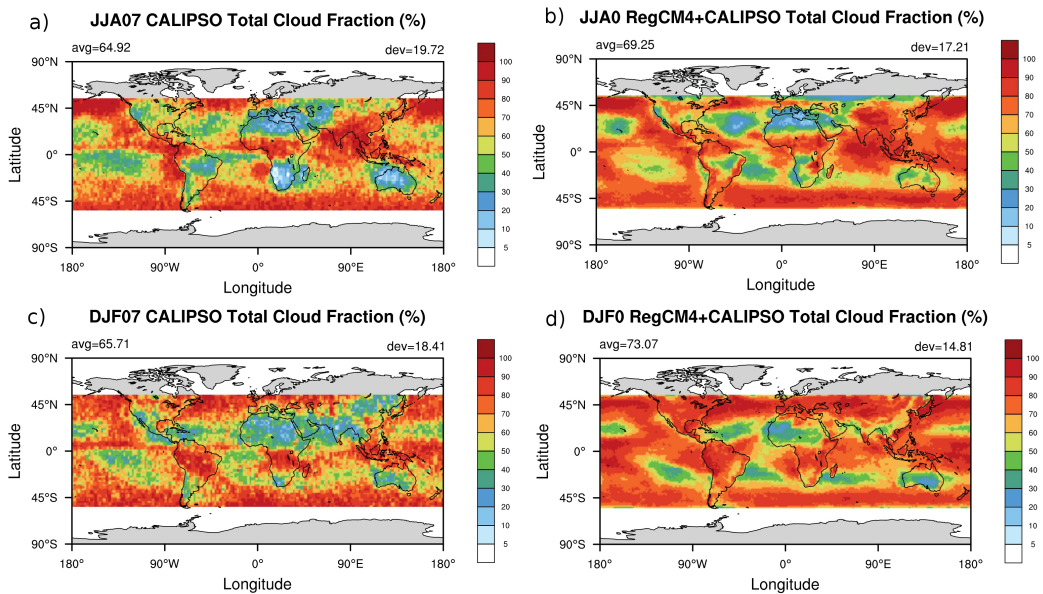 a)
JJA07 CALIPSO Total Cloud Fraction (%)
avg=64.92
dev=19.72
90°N
45°N
0°
45°S
90°S
Latitude
180°
90°W
0°
90°E
180°
Longitude
100
90
80
70
60
50
40
30
20
10
5
b)
JJA0 RegCM4+CALIPSO Total Cloud Fraction (%)
avg=69.25
dev=17.21
90°N
45°N
0°
45°S
90°S
Latitude
180°
90°W
0°
90°E
180°
Longitude
100
90
80
70
60
50
40
30
20
10
5
c)
DJF07 CALIPSO Total Cloud Fraction (%)
avg=65.71
dev=18.41
90°N
45°N
0°
45°S
90°S
Latitude
180°
90°W
0°
90°E
180°
Longitude
100
90
80
70
60
50
40
30
20
10
5
d)
DJF0 RegCM4+CALIPSO Total Cloud Fraction (%)
avg=73.07
dev=14.81
90°N
45°N
0°
45°S
90°S
Latitude
180°
90°W
0°
90°E
180°
Longitude
100
90
80
70
60
50
40
30
20
10
5